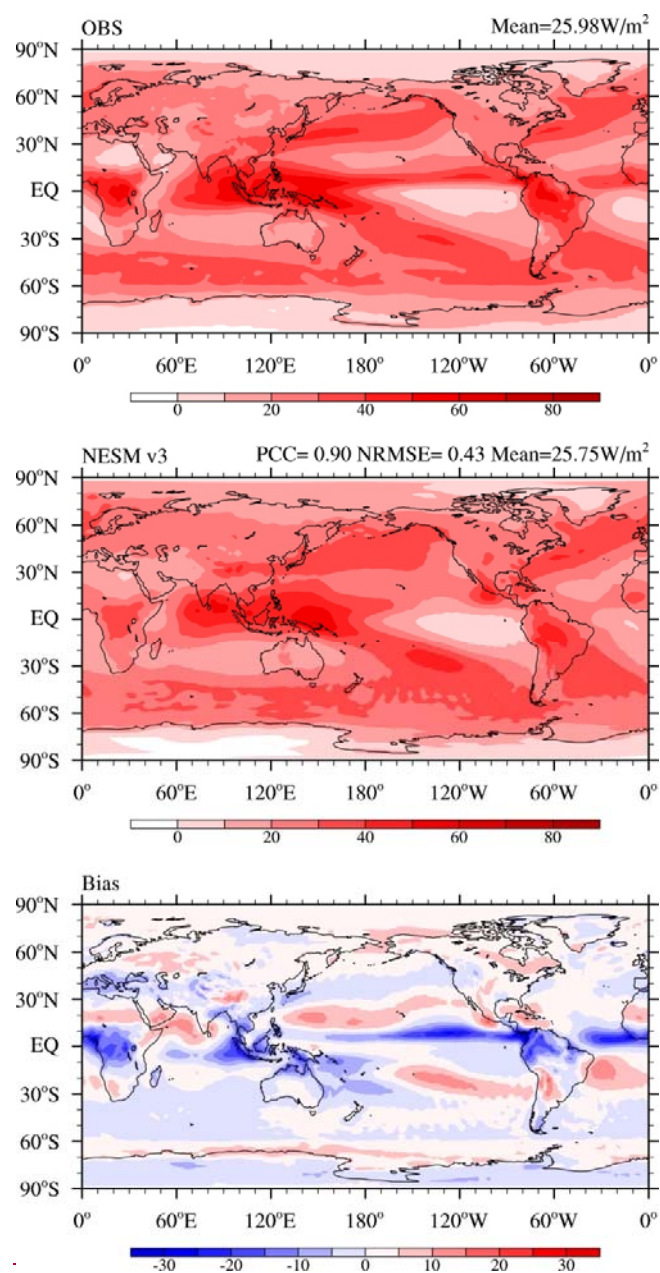 OBS Mean=25.98W/m²
90°N
60°N
30°N
EQ
30°S
60°S
90°S
0° 60°E 120°E 180° 120°W 60°W 0°
0 20 40 60 80
NESM v3 PCC= 0.90 NRMSE= 0.43 Mean=25.75W/m²
90°N
60°N
30°N
EQ
30°S
60°S
90°S
0° 60°E 120°E 180° 120°W 60°W 0°
0 20 40 60 80
Bias
90°N
60°N
30°N
EQ
30°S
60°S
90°S
0° 60°E 120°E 180° 120°W 60°W 0°
-30 -20 -10 0 10 20 30